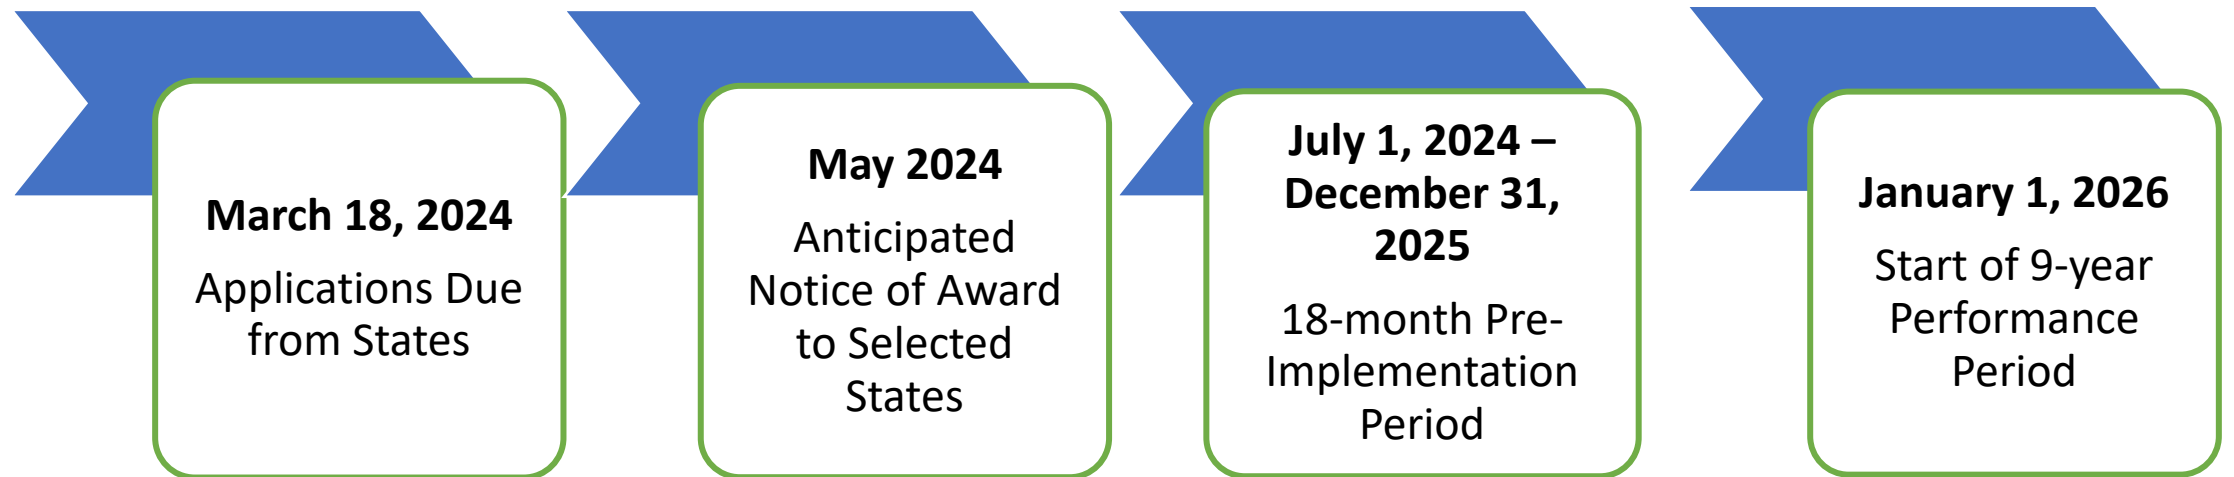 March 18, 2024
Applications Due
from States
May 2024
Anticipated
Notice of Award
to Selected
States
July 1, 2024 –
December 31,
2025
18-month Pre-
Implementation
Period
January 1, 2026
Start of 9-year
Performance
Period